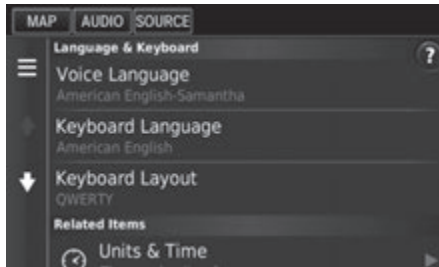 MAP AUDIO SOURCE
Language & Keyboard
?
Voice Language
American English-Samantha
Keyboard Language
American English
Keyboard Layout
QWERTY
Related Items
Units & Time